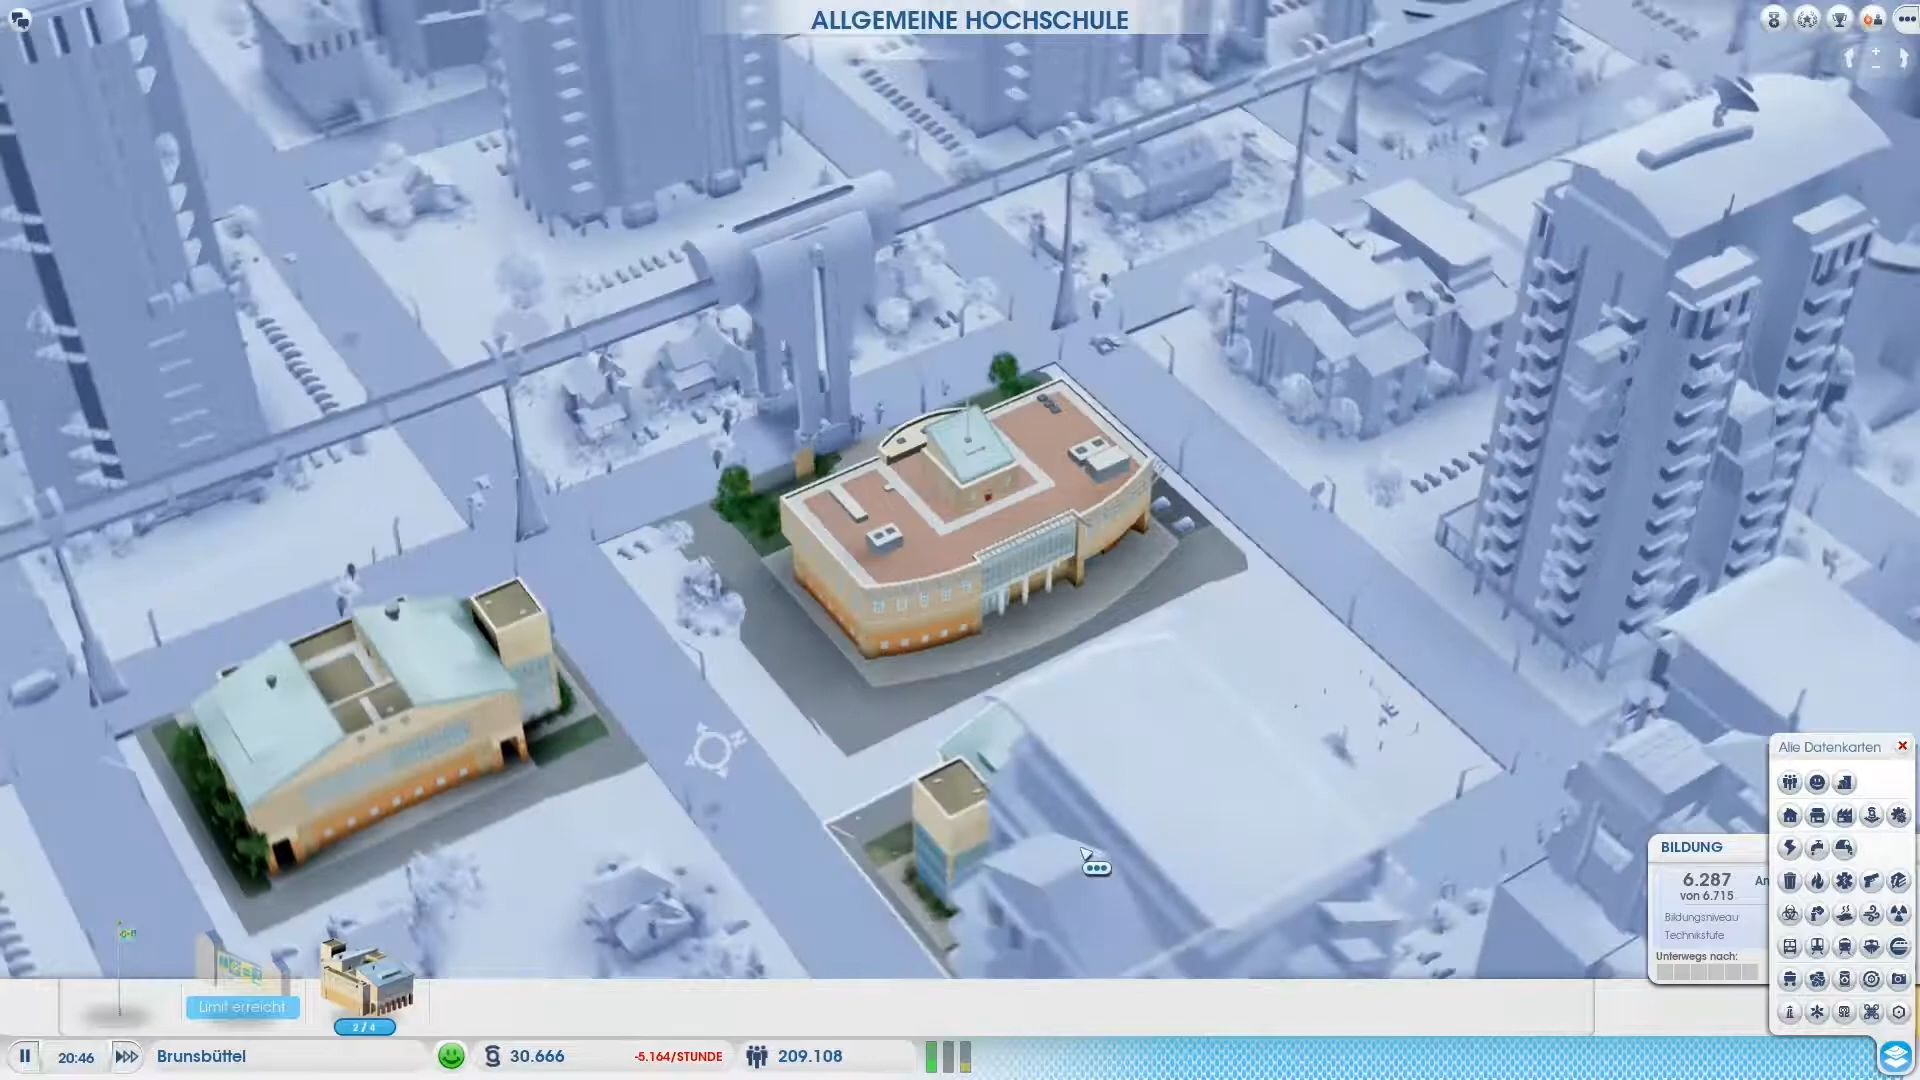 ALLGEMEINE HOCHSCHULE
Alle Datenkarten
BILDUNG
6.287
von 6.715
An
Bildungsniveau
Technikstufe
Unterwegs nach:
Limit erreicht
2 / 4
20:46
Brunsbüttel
30.666
-5.164/STUNDE
209.108